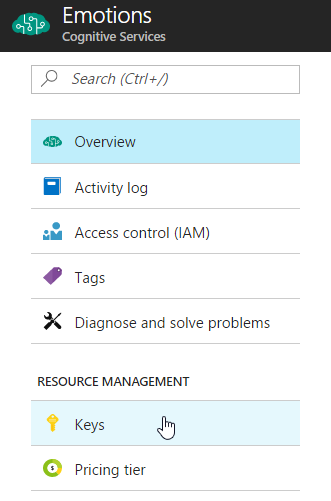 Emotions
Cognitive Services
Search (Ctrl+/)
Overview
Activity log
Access control (IAM)
Tags
Diagnose and solve problems
RESOURCE MANAGEMENT
Keys
Pricing tier